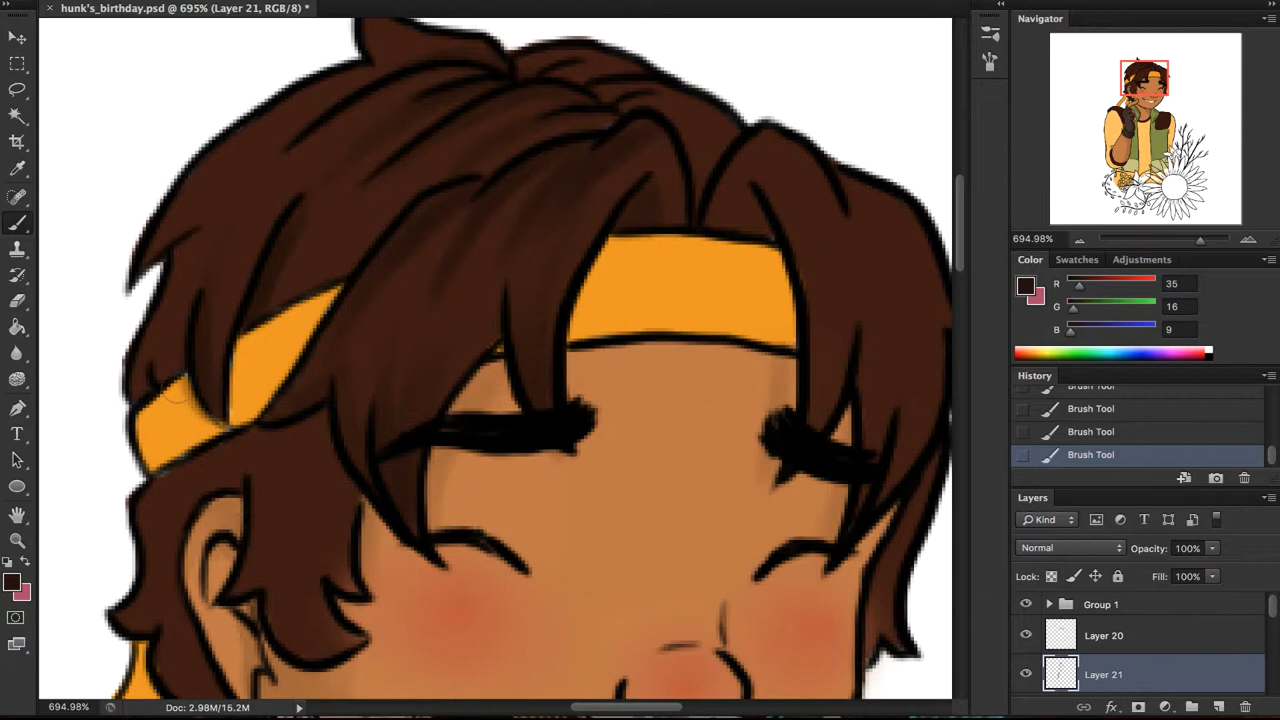 hunk's_birthday.psd @ 695% (Layer 21, RGB/8) *
Navigator
694.98%
Color Swatches Adjustments
R 35
G 16
B 9
History
Brush Tool
Brush Tool
Brush Tool
Brush Tool
Layers
Kind
Normal Opacity: 100%
Lock: Fill: 100%
Group 1
Layer 20
Layer 21
fx
T
694.98% Doc: 2.98M/15.2M